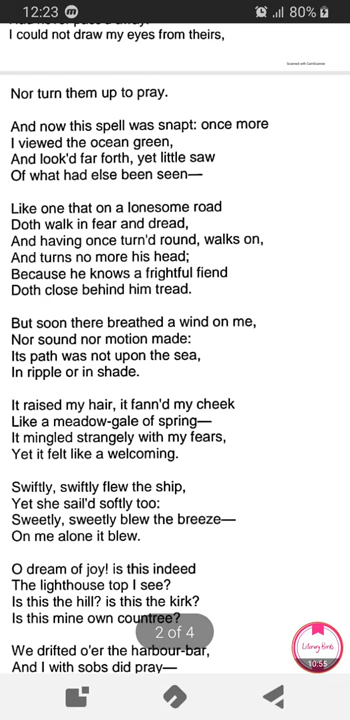 12:23 m 80%
I could not draw my eyes from theirs,
Scanned with CamScanner
Nor turn them up to pray.
And now this spell was snapt: once more
I viewed the ocean green,
And look'd far forth, yet little saw
Of what had else been seen—
Like one that on a lonesome road
Doth walk in fear and dread,
And having once turn'd round, walks on,
And turns no more his head;
Because he knows a frightful fiend
Doth close behind him tread.
But soon there breathed a wind on me,
Nor sound nor motion made:
Its path was not upon the sea,
In ripple or in shade.
It raised my hair, it fann'd my cheek
Like a meadow-gale of spring—
It mingled strangely with my fears,
Yet it felt like a welcoming.
Swiftly, swiftly flew the ship,
Yet she sail'd softly too:
Sweetly, sweetly blew the breeze—
On me alone it blew.
O dream of joy! is this indeed
The lighthouse top I see?
Is this the hill? is this the kirk?
Is this mine own countree?
2 of 4
We drifted o'er the harbour-bar,
And I with sobs did pray—
10:55